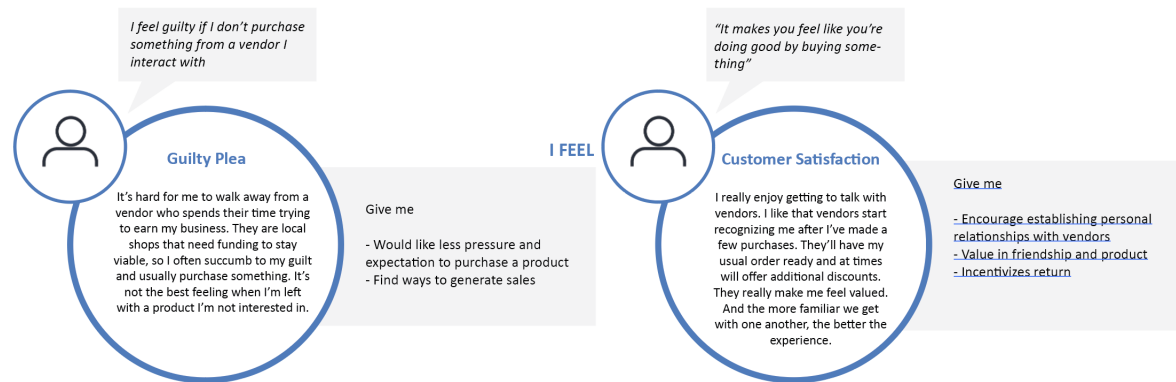 I feel guilty if I don't purchase
something from a vendor I
interact with
Guilty Plea
It's hard for me to walk away from a
vendor who spends their time trying
to earn my business. They are local
shops that need funding to stay
viable, so I often succumb to my guilt
and usually purchase something. It's
not the best feeling when I'm left
with a product I'm not interested in.
Give me
- Would like less pressure and
expectation to purchase a product
- Find ways to generate sales
I FEEL
"It makes you feel like you're
doing good by buying some-
thing"
Customer Satisfaction
I really enjoy getting to talk with
vendors. I like that vendors start
recognizing me after I've made a
few purchases. They'll have my
usual order ready and at times
will offer additional discounts.
They really make me feel valued.
And the more familiar we get
with one another, the better the
experience.
Give me
- Encourage establishing personal
relationships with vendors
- Value in friendship and product
- Incentivizes return